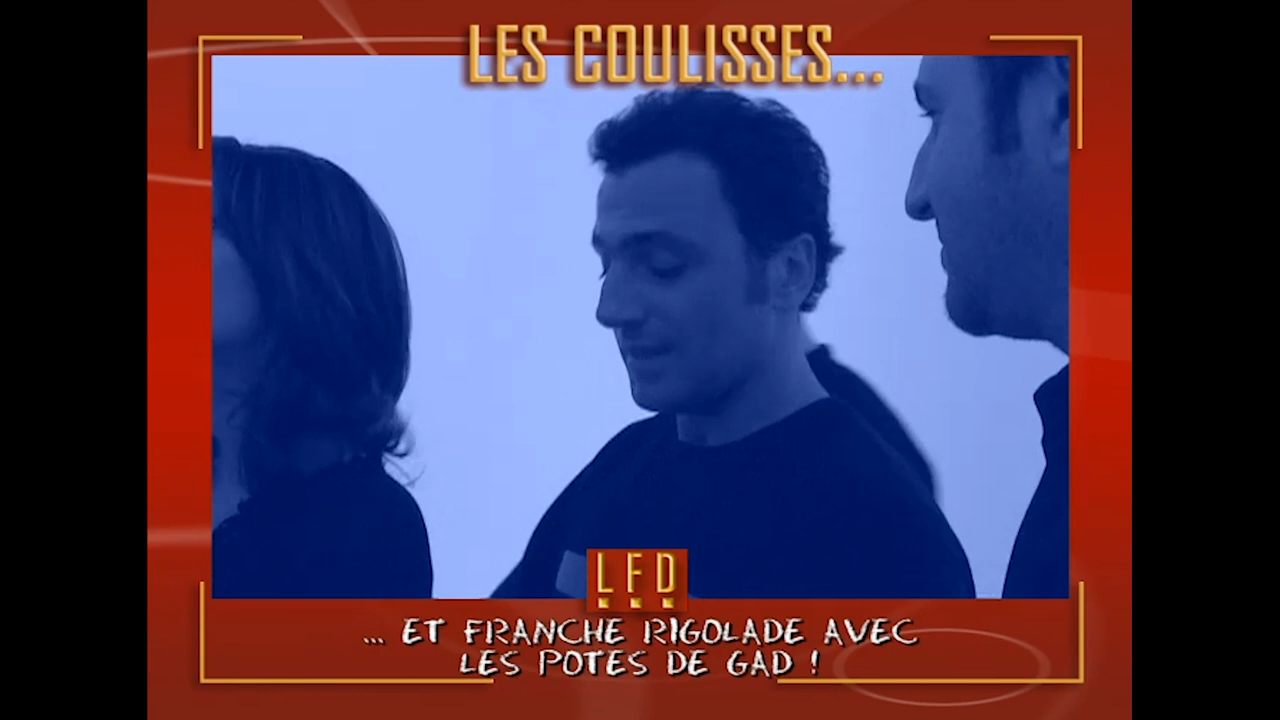 LES COULISSES...
LFD
... ET FRANCHE RIGOLADE AVEC
LES POTES DE GAD !